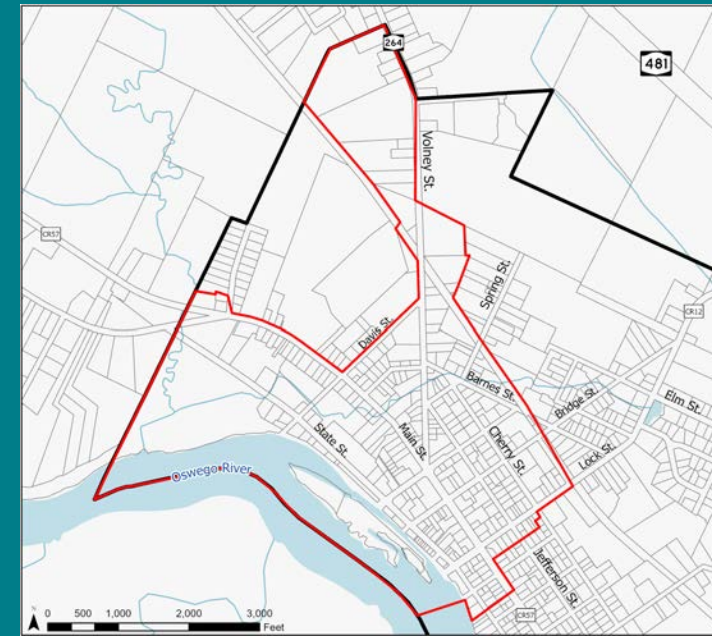 264
481
Volney St.
CR57
Spring St.
CR12
Davis St.
Barnes St.
Bridge St.
Elm St.
State St.
Main St.
Cherry St.
Lock St.
Oswego River
Jefferson St.
CR57
N
0 500 1,000 2,000 3,000
Feet